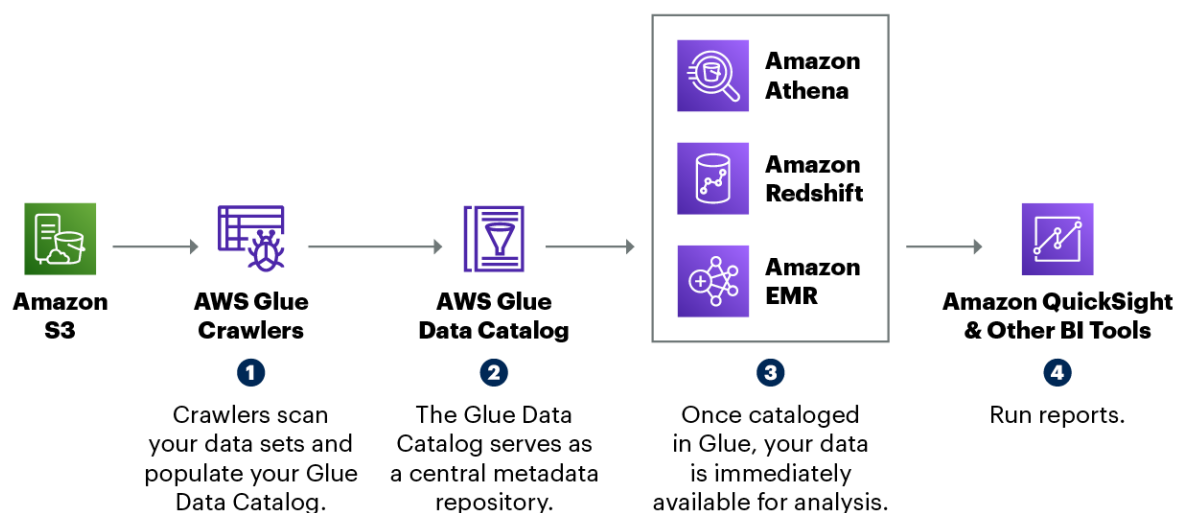 Amazon
Athena
Amazon
Redshift
Amazon
EMR
Amazon
S3
AWS Glue
Crawlers
AWS Glue
Data Catalog
Amazon QuickSight
& Other BI Tools
1
Crawlers scan
your data sets and
populate your Glue
Data Catalog.
2
The Glue Data
Catalog serves as
a central metadata
repository.
3
Once cataloged
in Glue, your data
is immediately
available for analysis.
4
Run reports.